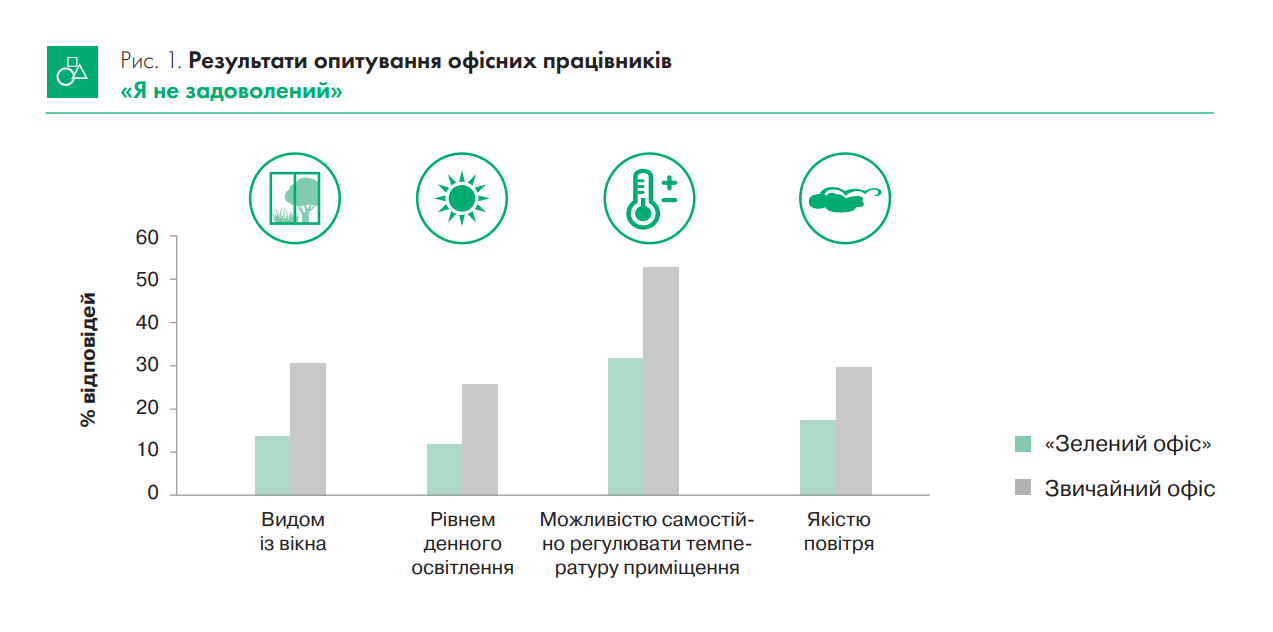 Рис. 1. Результати опитування офісних працівників
«Я не задоволений»
% відповідей
60
50
40
30
20
10
0
Видом
із вікна
Рівнем
денного
освітлення
Можливістю самостій-
но регулювати темпе-
ратуру приміщення
Якістю
повітря
«Зелений офіс»
Звичайний офіс